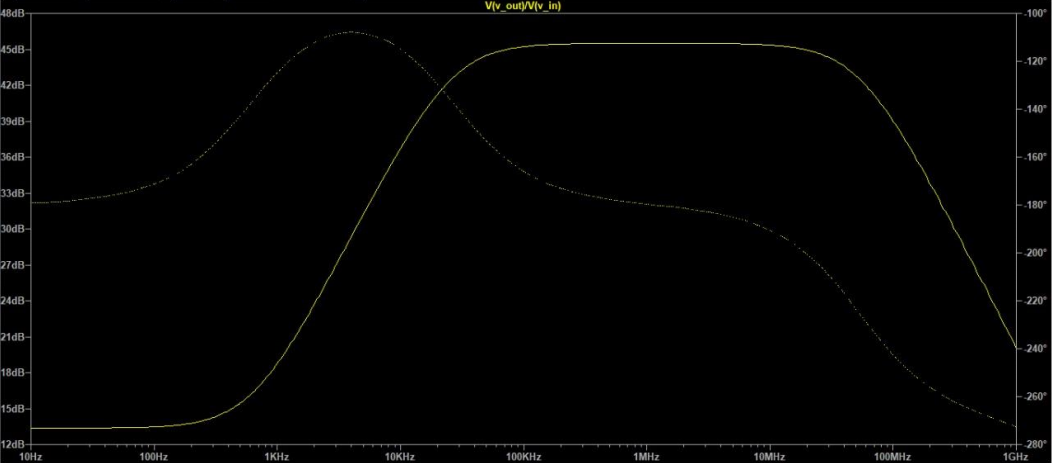 V(v_out)/V(v_in)
48dB
45dB
42dB
39dB
36dB
33dB
30dB
27dB
24dB
21dB
18dB
15dB
12dB
-100°
-120°
-140°
-160°
-180°
-200°
-220°
-240°
-260°
-280°
10Hz
100Hz
1KHz
10KHz
100KHz
1MHz
10MHz
100MHz
1GHz